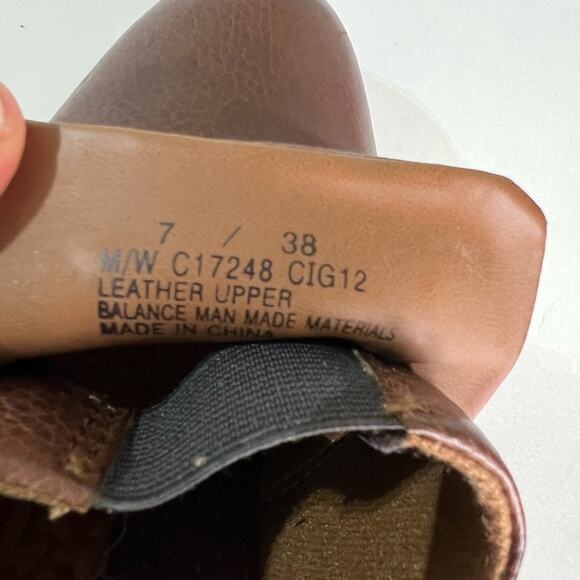 7 / 38
M/W C17248 CIG12
LEATHER UPPER
BALANCE MAN MADE MATERIALS
MADE IN CHINA